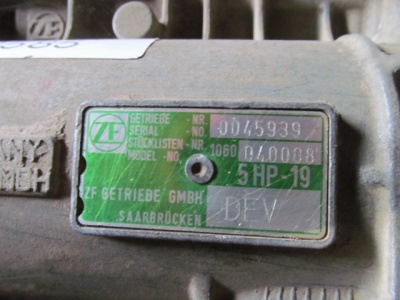 ZF
GETRIEBE -NR. 0045939
SERIAL -NO.
STÜCKLISTEN-NR. 1060 040008
MODEL -NO.
5 HP-19
ZF GETRIEBE GMBH DEV
SAARBRÜCKEN